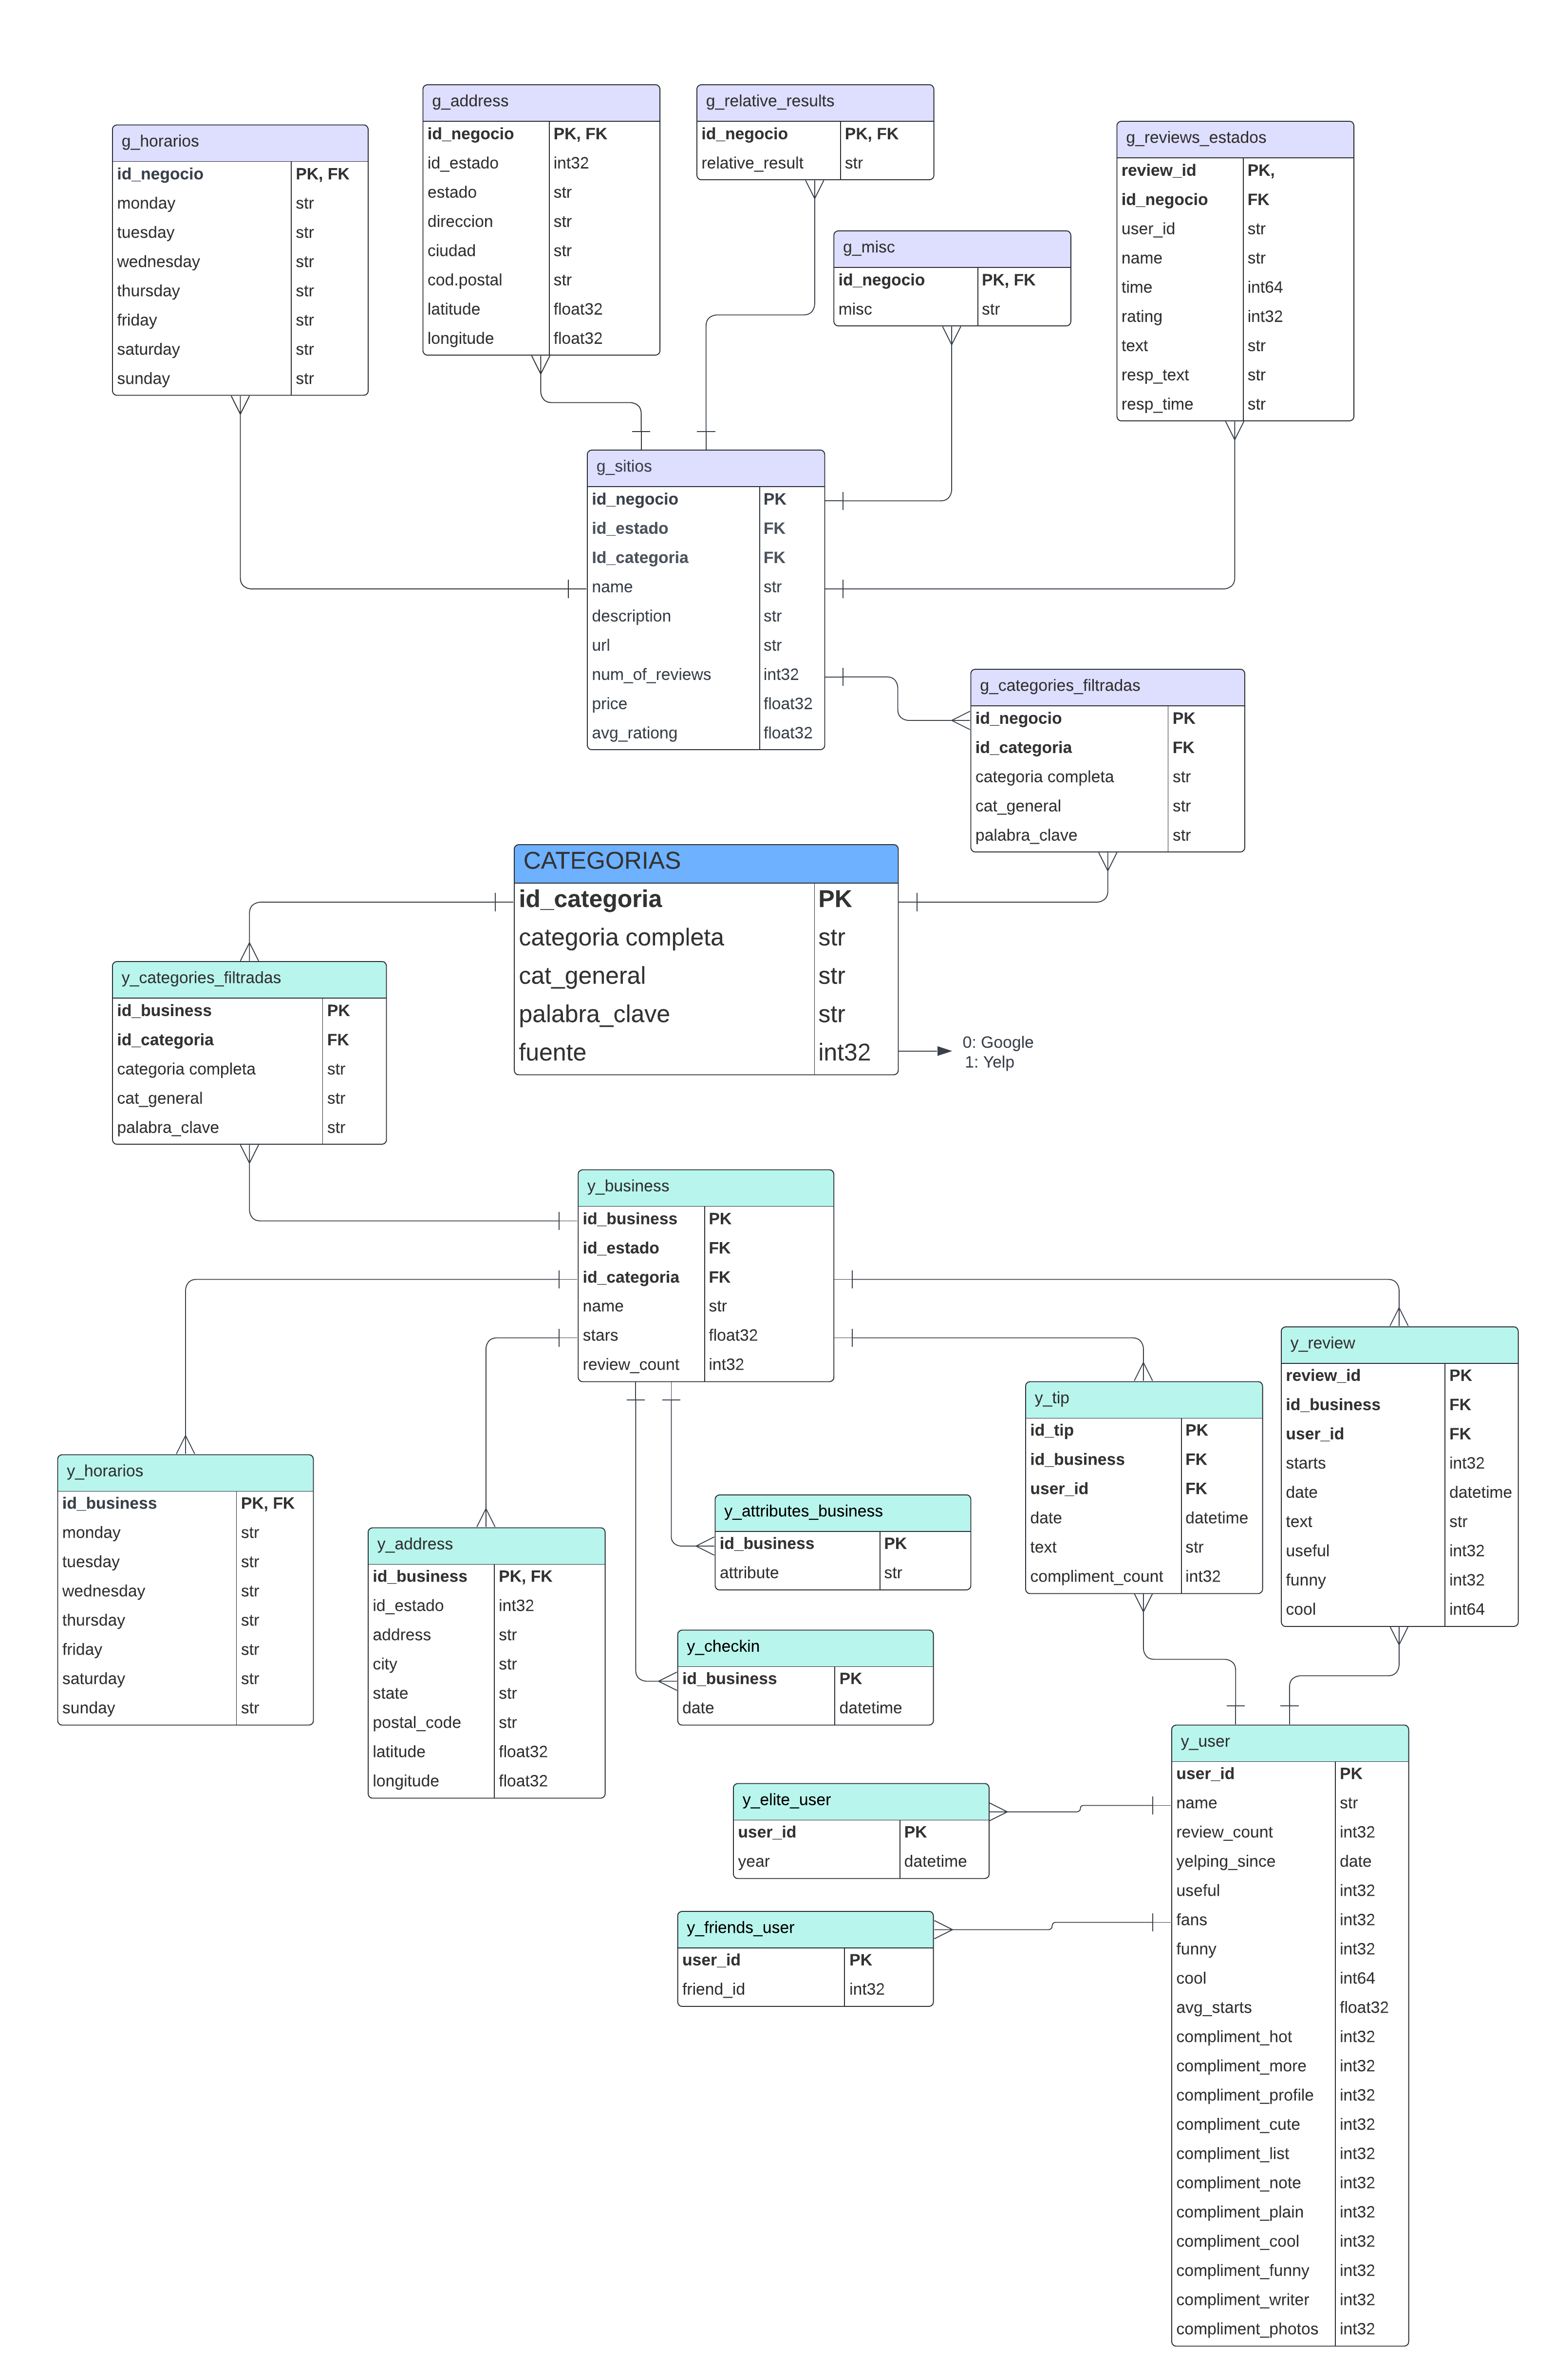 g_horarios
id_negocio PK, FK
monday str
tuesday str
wednesday str
thursday str
friday str
saturday str
sunday str
g_address
id_negocio PK, FK
id_estado int32
estado str
direccion str
ciudad str
cod.postal str
latitude float32
longitude float32
g_relative_results
id_negocio PK, FK
relative_result str
g_misc
id_negocio PK, FK
misc str
g_reviews_estados
review_id PK,
id_negocio FK
user_id str
name str
time int64
rating int32
text str
resp_text str
resp_time str
g_sitios
id_negocio PK
id_estado FK
Id_categoria FK
name str
description str
url str
num_of_reviews int32
price float32
avg_rationg float32
g_categories_filtradas
id_negocio PK
id_categoria FK
categoria completa str
cat_general str
palabra_clave str
CATEGORIAS
id_categoria PK
categoria completa str
cat_general str
palabra_clave str
fuente int32
0: Google
1: Yelp
y_categories_filtradas
id_business PK
id_categoria FK
categoria completa str
cat_general str
palabra_clave str
y_business
id_business PK
id_estado FK
id_categoria FK
name str
stars float32
review_count int32
y_horarios
id_business PK, FK
monday str
tuesday str
wednesday str
thursday str
friday str
saturday str
sunday str
y_address
id_business PK, FK
id_estado int32
address str
city str
state str
postal_code str
latitude float32
longitude float32
y_attributes_business
id_business PK
attribute str
y_checkin
id_business PK
date datetime
y_tip
id_tip PK
id_business FK
user_id FK
date datetime
text str
compliment_count int32
y_review
review_id PK
id_business FK
user_id FK
starts int32
date datetime
text str
useful int32
funny int32
cool int64
y_elite_user
user_id PK
year datetime
y_friends_user
user_id PK
friend_id int32
y_user
user_id PK
name str
review_count int32
yelping_since date
useful int32
fans int32
funny int32
cool int64
avg_starts float32
compliment_hot int32
compliment_more int32
compliment_profile int32
compliment_cute int32
compliment_list int32
compliment_note int32
compliment_plain int32
compliment_cool int32
compliment_funny int32
compliment_writer int32
compliment_photos int32